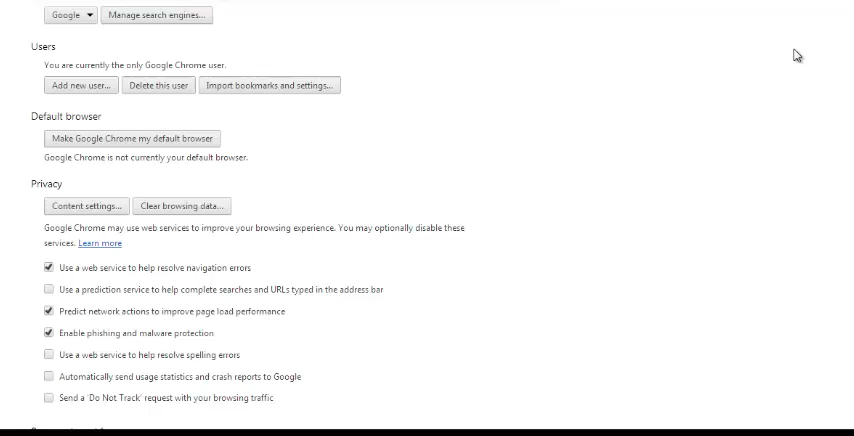 Google
Manage search engines...
Users
You are currently the only Google Chrome user.
Add new user...
Delete this user
Import bookmarks and settings...
Default browser
Make Google Chrome my default browser
Google Chrome is not currently your default browser.
Privacy
Content settings...
Clear browsing data...
Google Chrome may use web services to improve your browsing experience. You may optionally disable these
services. Learn more
Use a web service to help resolve navigation errors
Use a prediction service to help complete searches and URLs typed in the address bar
Predict network actions to improve page load performance
Enable phishing and malware protection
Use a web service to help resolve spelling errors
Automatically send usage statistics and crash reports to Google
Send a 'Do Not Track' request with your browsing traffic